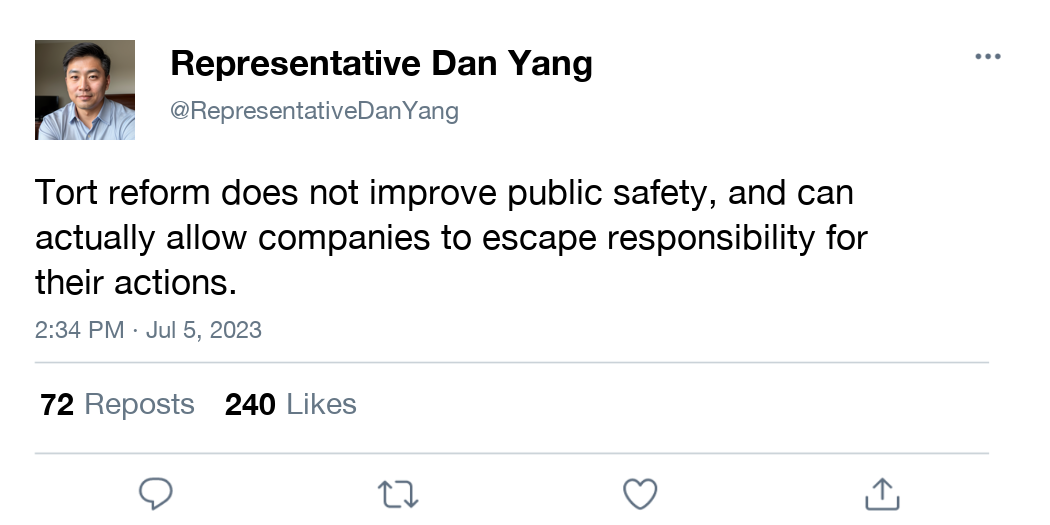 Representative Dan Yang
@RepresentativeDanYang
Tort reform does not improve public safety, and can
actually allow companies to escape responsibility for
their actions.
2:34 PM · Jul 5, 2023
72 Reposts 240 Likes